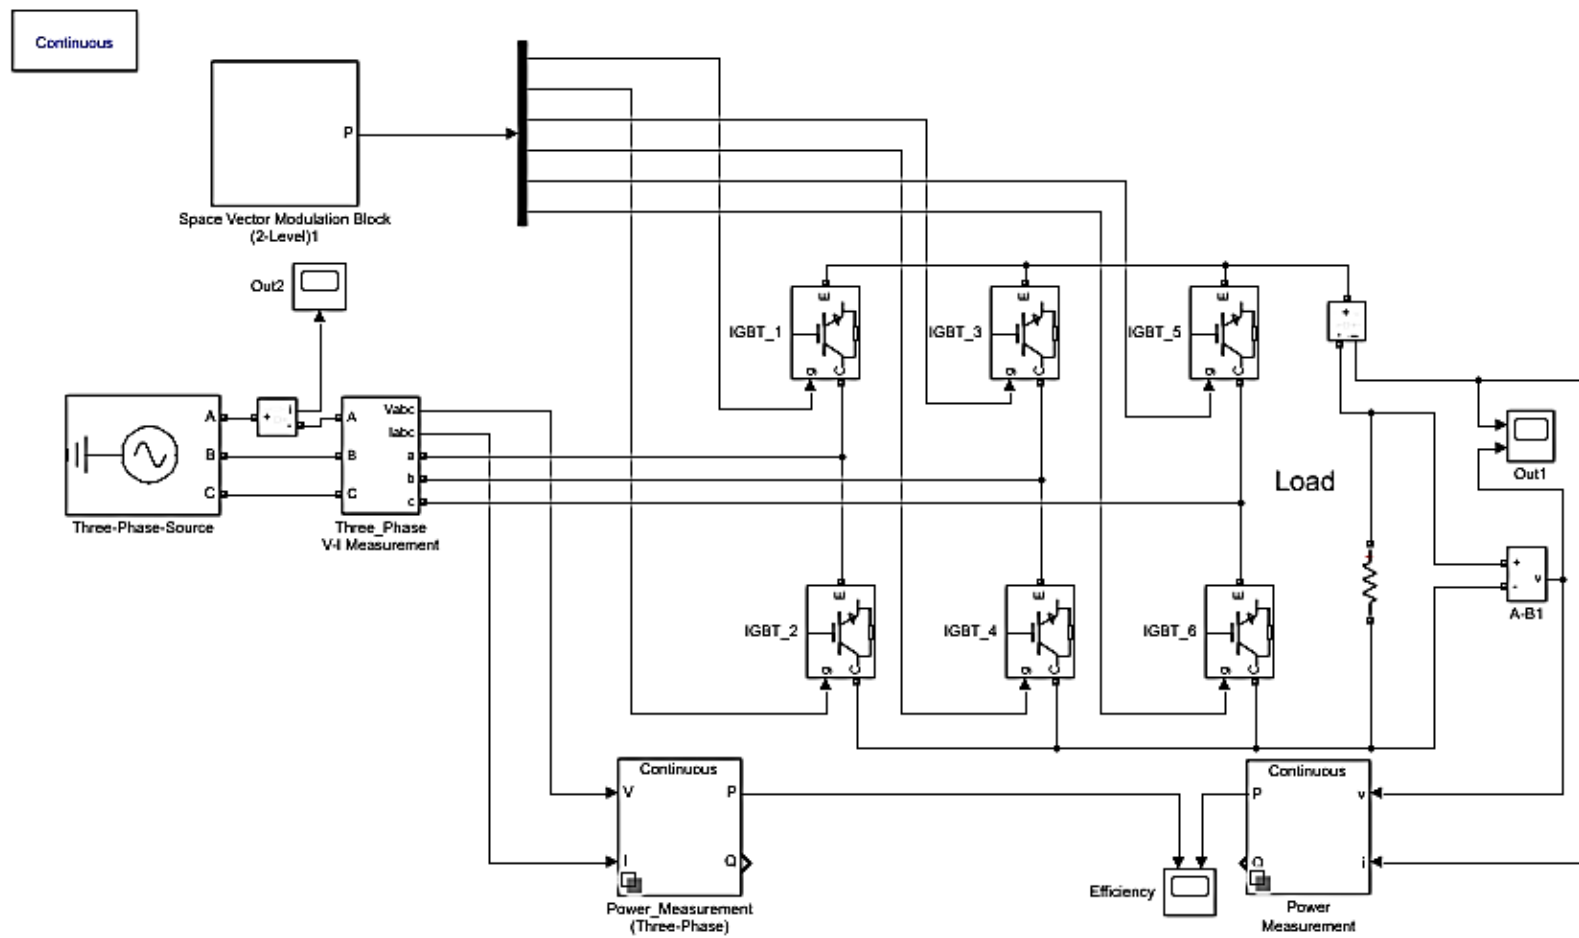 Continuous
P
Space Vector Modulation Block
(2-Level)1
Out2
E
E
E
+
IGBT_1
IGBT_3
IGBT_5
-
g C
g C
g C
A
+
i
-
A
Vabc
Iabc
B
B
a
b
C
C
c
Three-Phase-Source
Three_Phase
V-I Measurement
Load
Out1
+
-
v
A-B1
E
E
E
IGBT_2
IGBT_4
IGBT_6
g C
g C
g C
Continuous
V
P
I
Q
Power_Measurement
(Three-Phase)
Efficiency
Continuous
P
v
Q
i
Power
Measurement